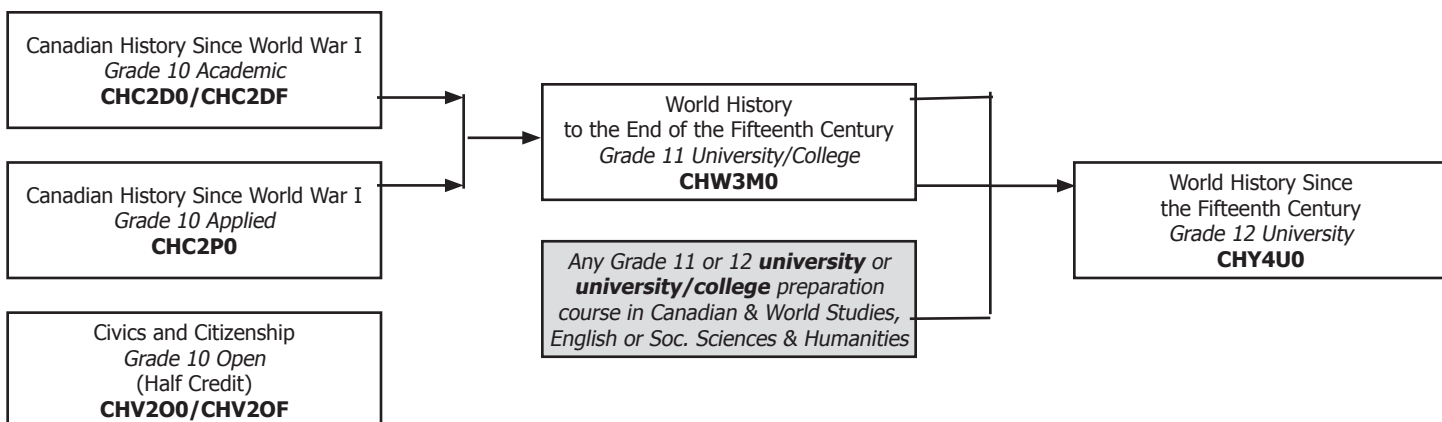 Canadian History Since World War I
Grade 10 Academic
CHC2D0/CHC2DF
Canadian History Since World War I
Grade 10 Applied
CHC2P0
Civics and Citizenship
Grade 10 Open
(Half Credit)
CHV2O0/CHV2OF
World History
to the End of the Fifteenth Century
Grade 11 University/College
CHW3M0
Any Grade 11 or 12 university or
university/college preparation
course in Canadian & World Studies,
English or Soc. Sciences & Humanities
World History Since
the Fifteenth Century
Grade 12 University
CHY4U0